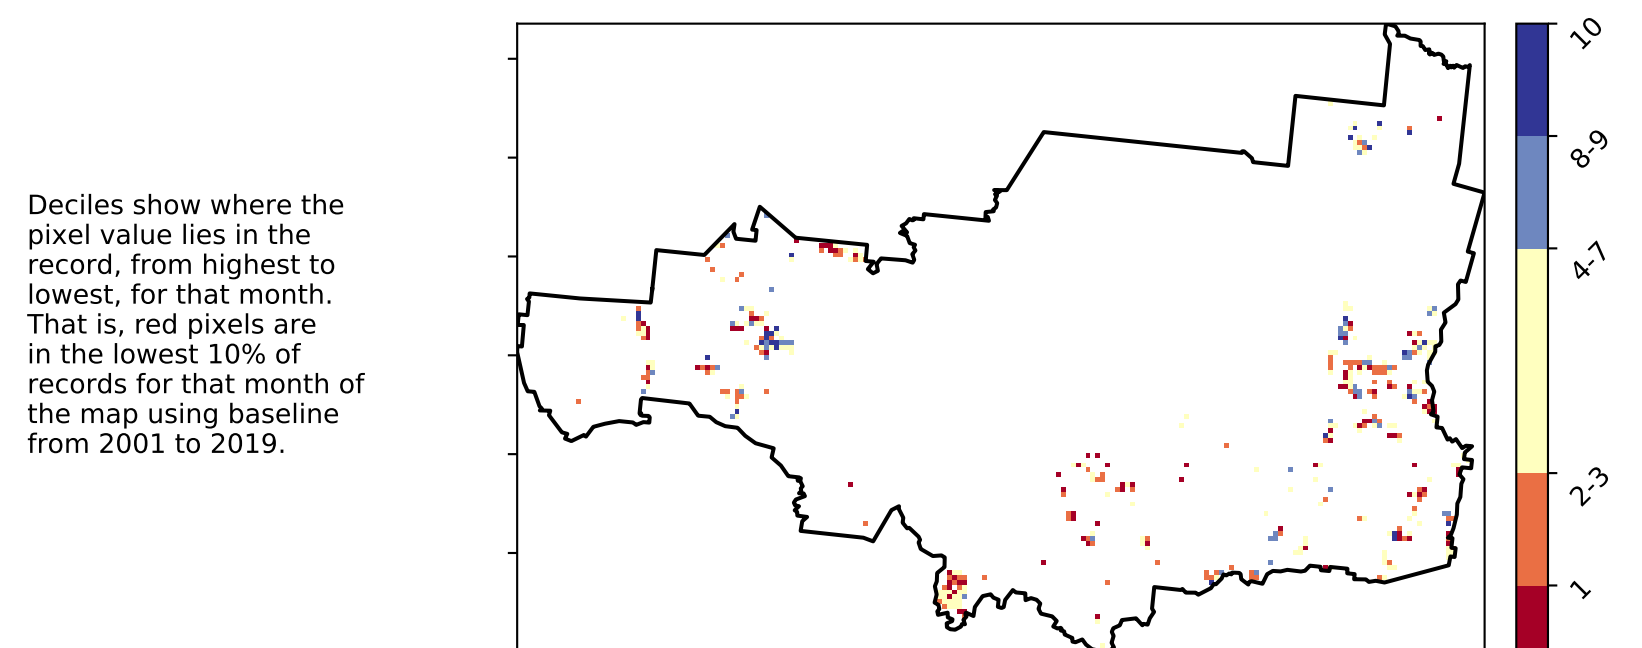 Deciles show where the
pixel value lies in the
record, from highest to
lowest, for that month.
That is, red pixels are
in the lowest 10% of
records for that month of
the map using baseline
from 2001 to 2019.
10
8-9
4-7
2-3
1